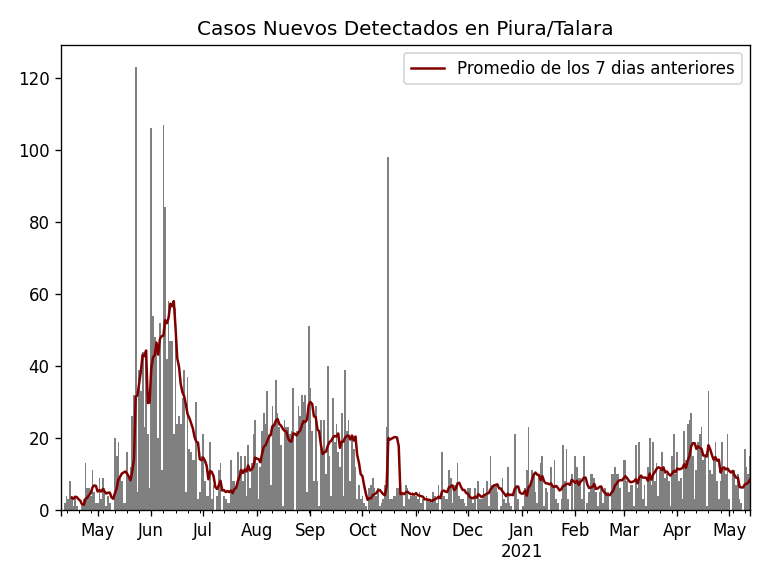 Casos Nuevos Detectados en Piura/Talara
Promedio de los 7 dias anteriores
120
100
80
60
40
20
0
May Jun Jul Aug Sep Oct Nov Dec Jan Feb Mar Apr May
2021